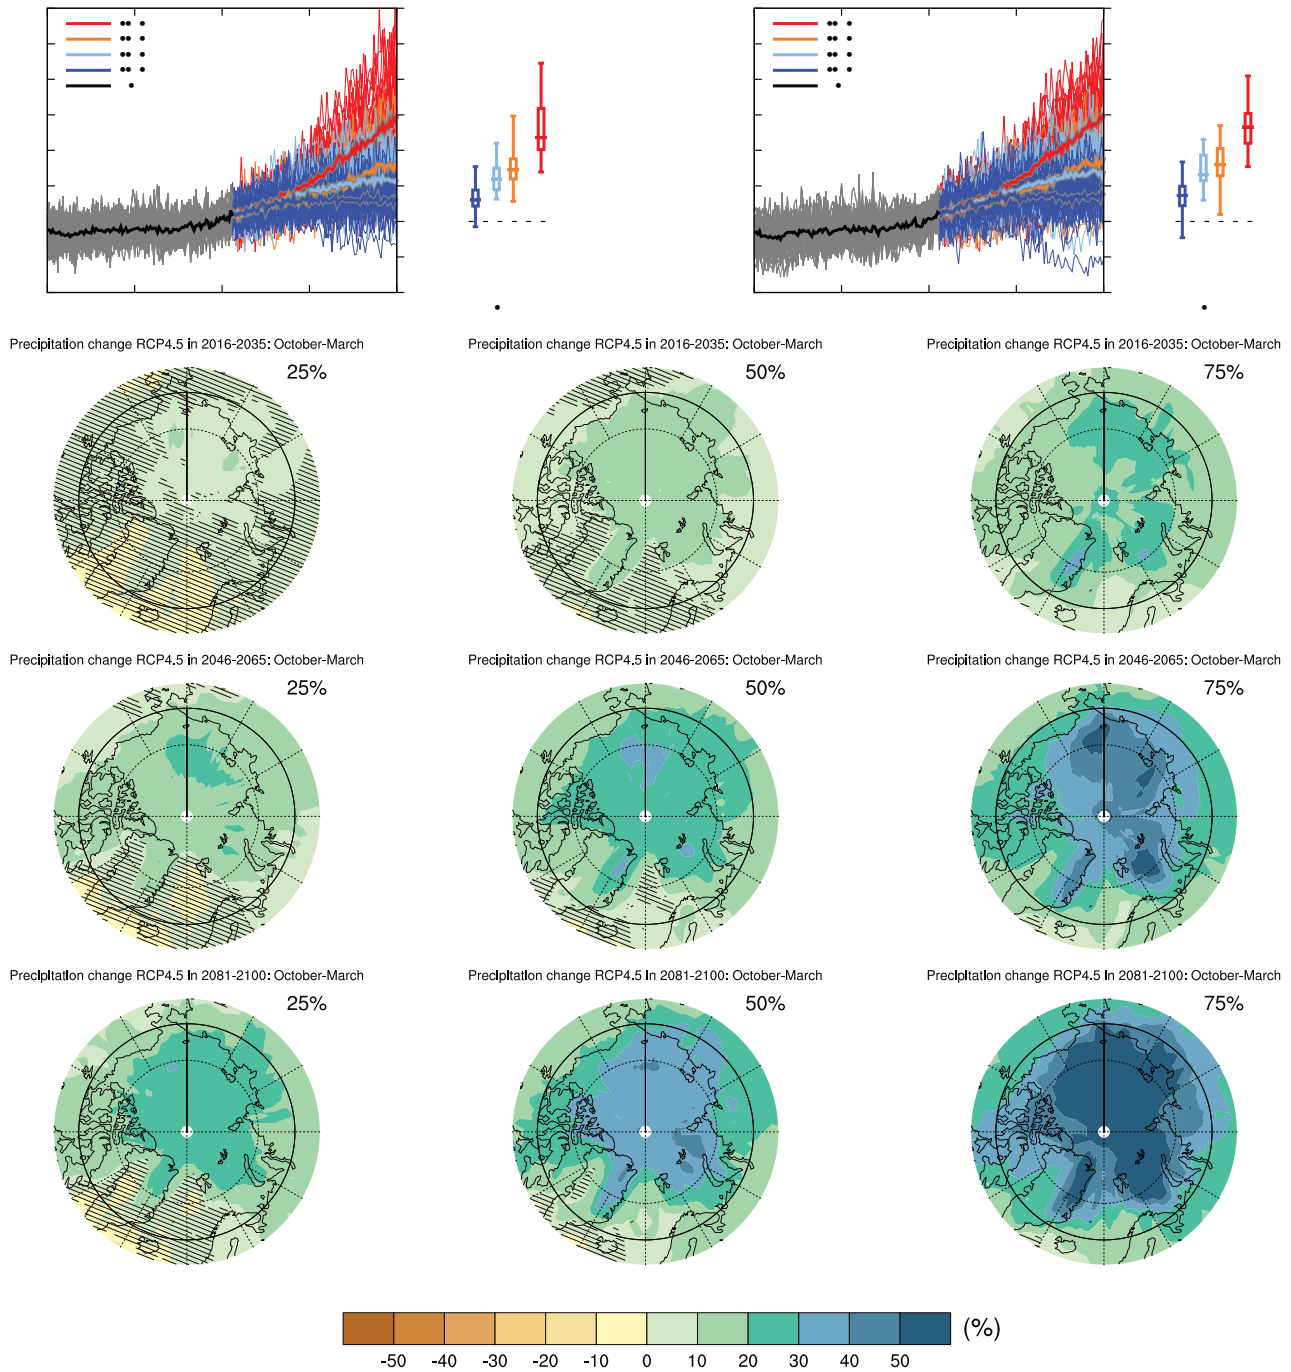 Precipitation change RCP4.5 in 2016-2035: October-March
25%
Precipitation change RCP4.5 in 2016-2035: October-March
50%
Precipitation change RCP4.5 in 2016-2035: October-March
75%
Precipitation change RCP4.5 in 2046-2065: October-March
25%
Precipitation change RCP4.5 in 2046-2065: October-March
50%
Precipitation change RCP4.5 in 2046-2065: October-March
75%
Precipitation change RCP4.5 in 2081-2100: October-March
25%
Precipitation change RCP4.5 in 2081-2100: October-March
50%
Precipitation change RCP4.5 in 2081-2100: October-March
75%
(%)
-50 -40 -30 -20 -10 0 10 20 30 40 50